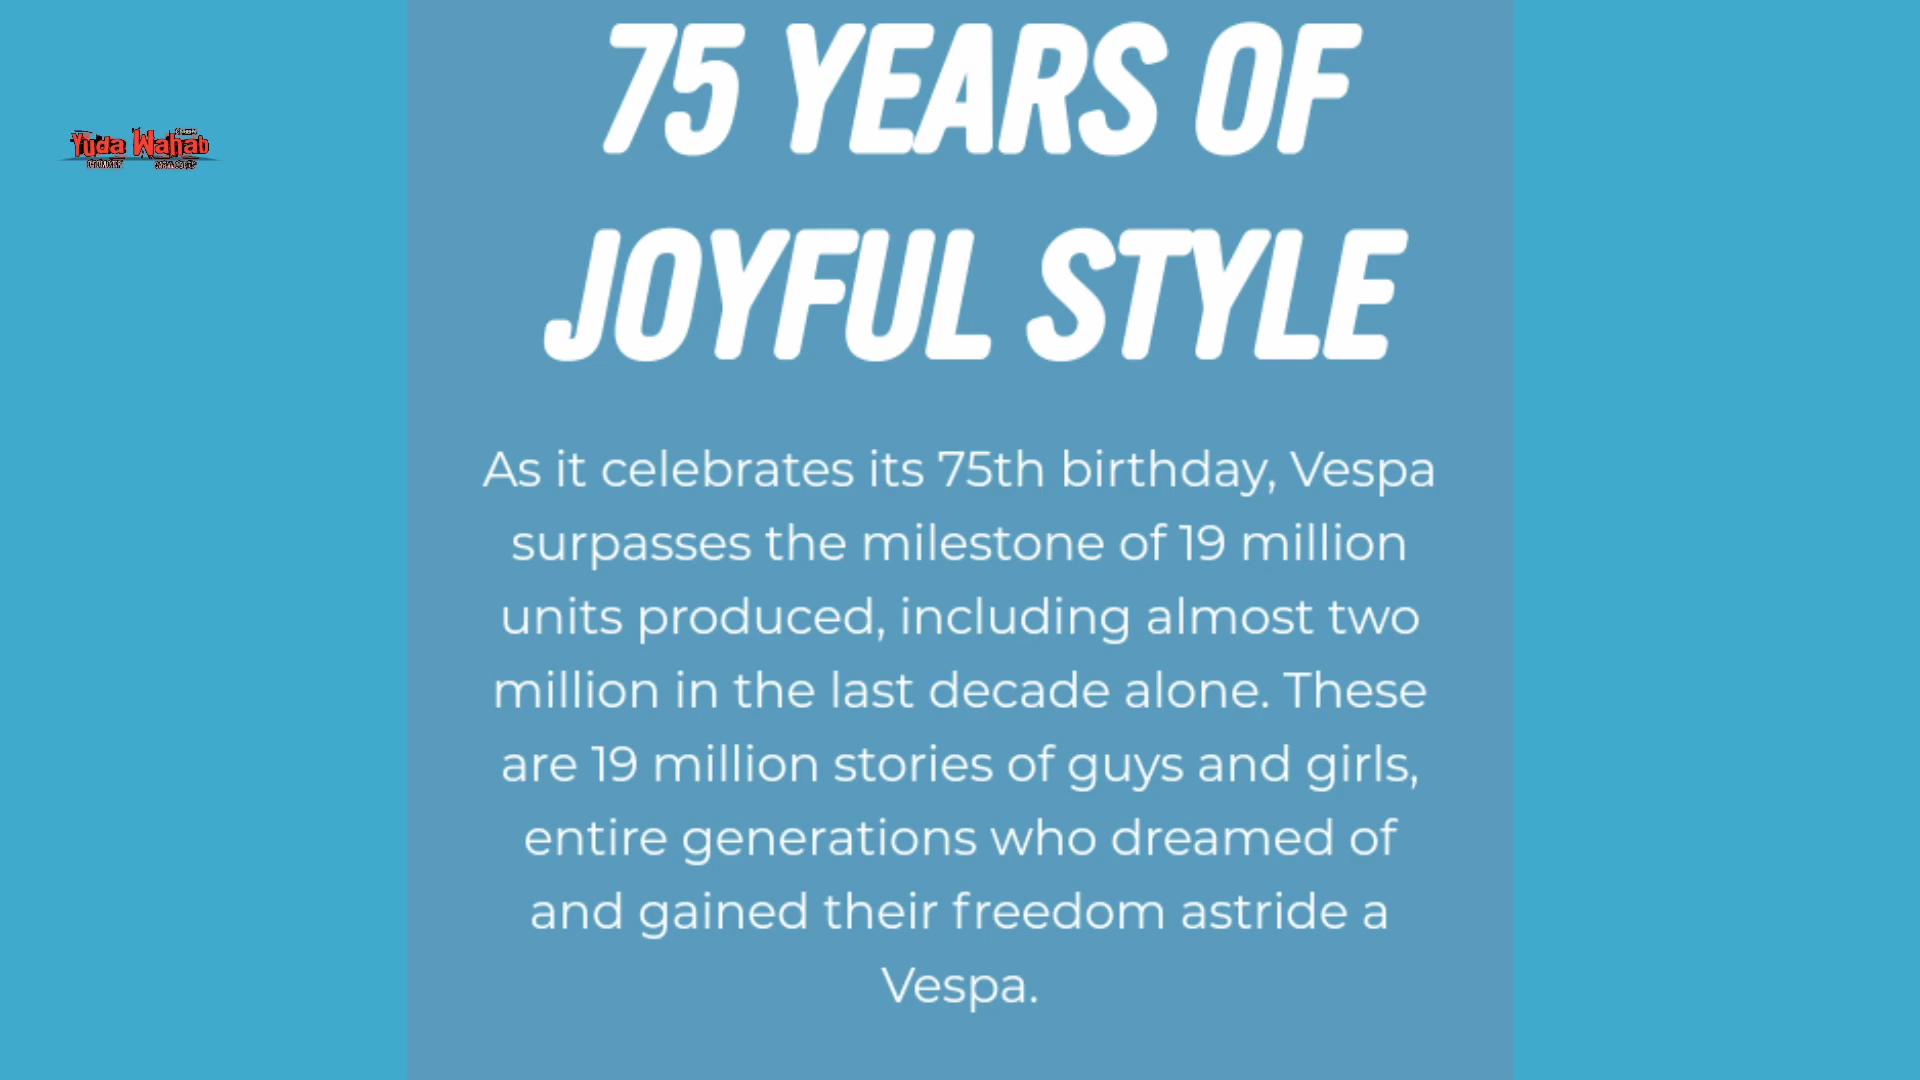 75 YEARS OF
JOYFUL STYLE
Yuda Wahab
As it celebrates its 75th birthday, Vespa
surpasses the milestone of 19 million
units produced, including almost two
million in the last decade alone. These
are 19 million stories of guys and girls,
entire generations who dreamed of
and gained their freedom astride a
Vespa.